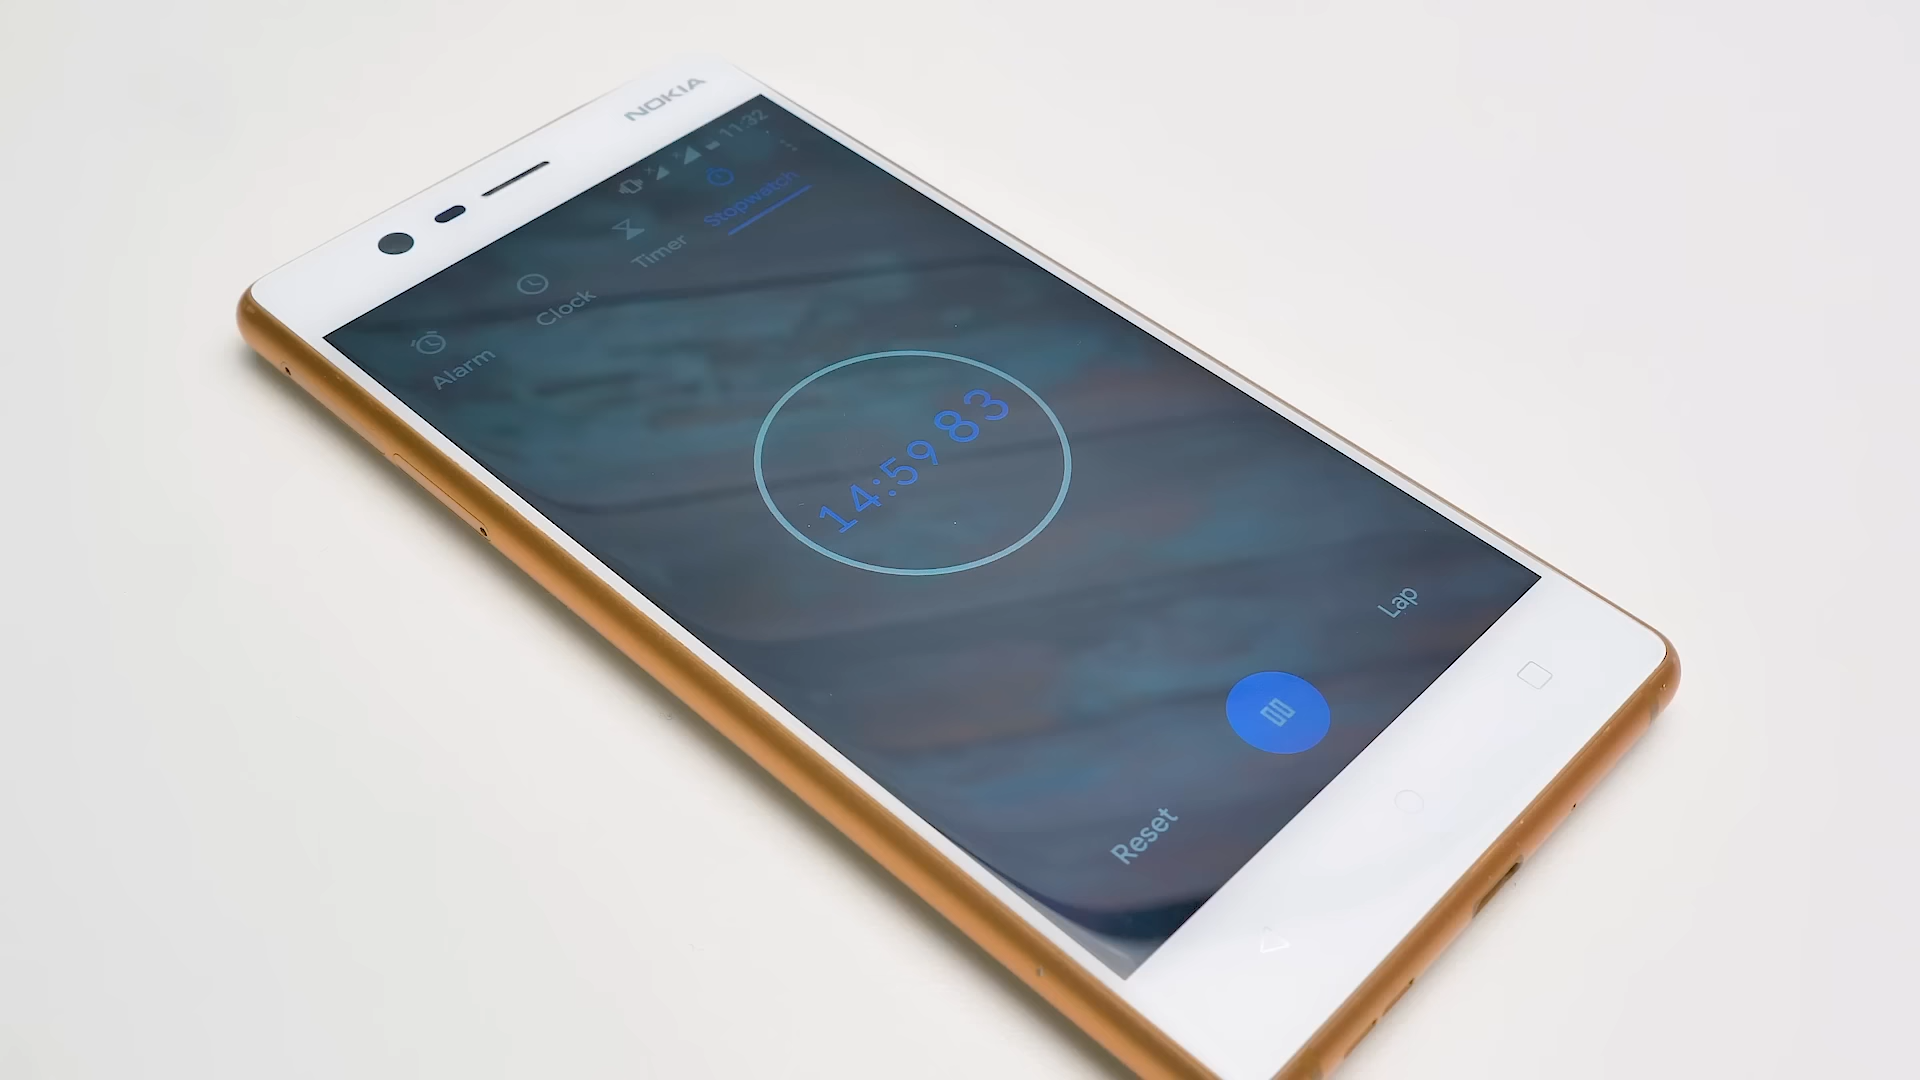 NOKIA
11:32
Alarm
Clock
Timer
Stopwatch
14:59 83
Reset
Lap